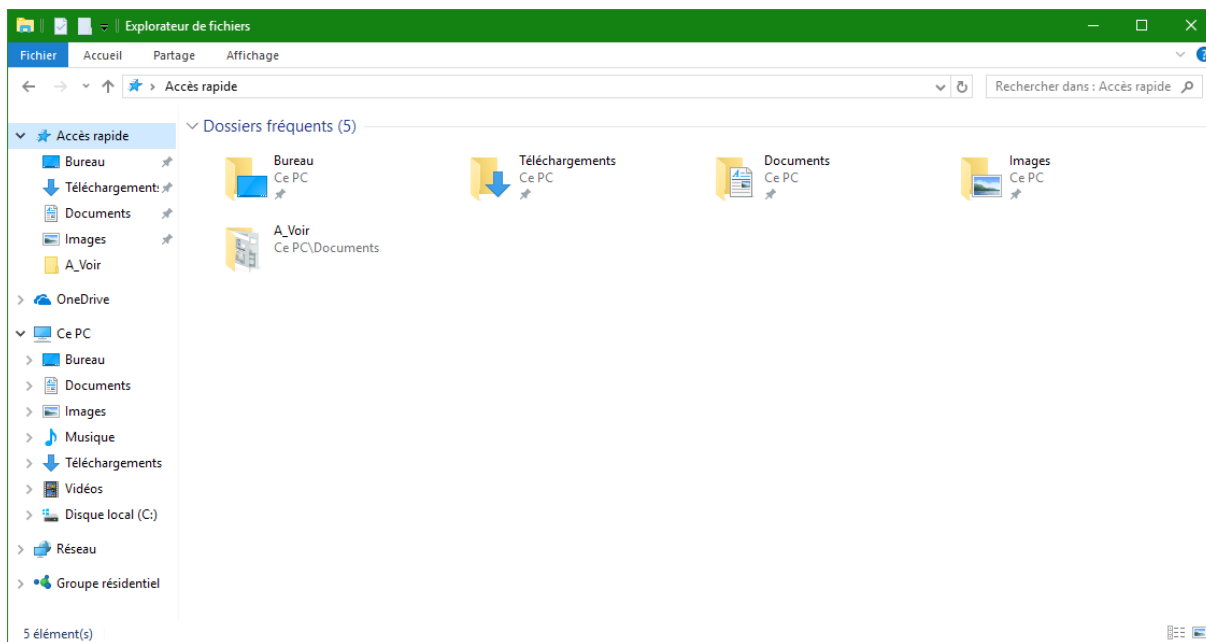 Explorateur de fichiers
Fichier Accueil Partage Affichage
Accès rapide
Rechercher dans : Accès rapide
Accès rapide
Bureau
Téléchargement:
Documents
Images
A_Voir
OneDrive
Ce PC
Bureau
Documents
Images
Musique
Téléchargements
Vidéos
Disque local (C:)
Réseau
Groupe résidentiel
Dossiers fréquents (5)
Bureau
Ce PC
Téléchargements
Ce PC
Documents
Ce PC
Images
Ce PC
A_Voir
Ce PC\Documents
5 élément(s)